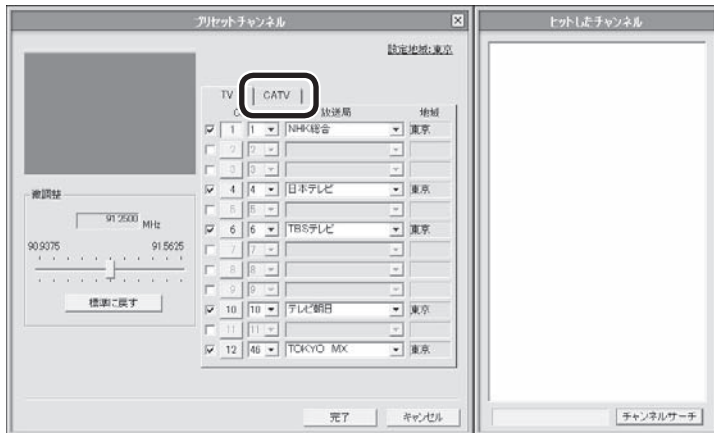 プリセットチャンネル
設定地域:東京
TV
CATV
放送局
地域
1 1 NHK総合 東京
2 2
3 3
4 4 日本テレビ 東京
5 5
6 6 TBSテレビ 東京
7 7
8 8
9 9
10 10 テレビ朝日 東京
11 11
12 46 TOKYO MX 東京
微調整
91.2500 MHz
90.9375 91.5625
標準に戻す
完了
キャンセル
ヒットしたチャンネル
チャンネルサーチ